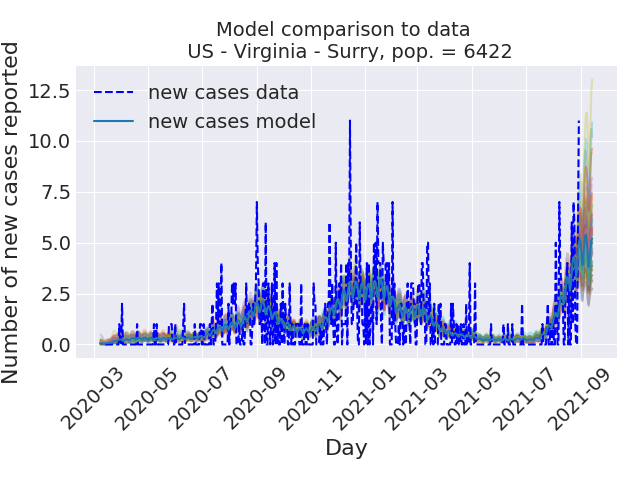 Model comparison to data
US - Virginia - Surry, pop. = 6422
Number of new cases reported
12.5
10.0
7.5
5.0
2.5
0.0
new cases data
new cases model
2020-03
2020-05
2020-07
2020-09
2020-11
2021-01
2021-03
2021-05
2021-07
2021-09
Day